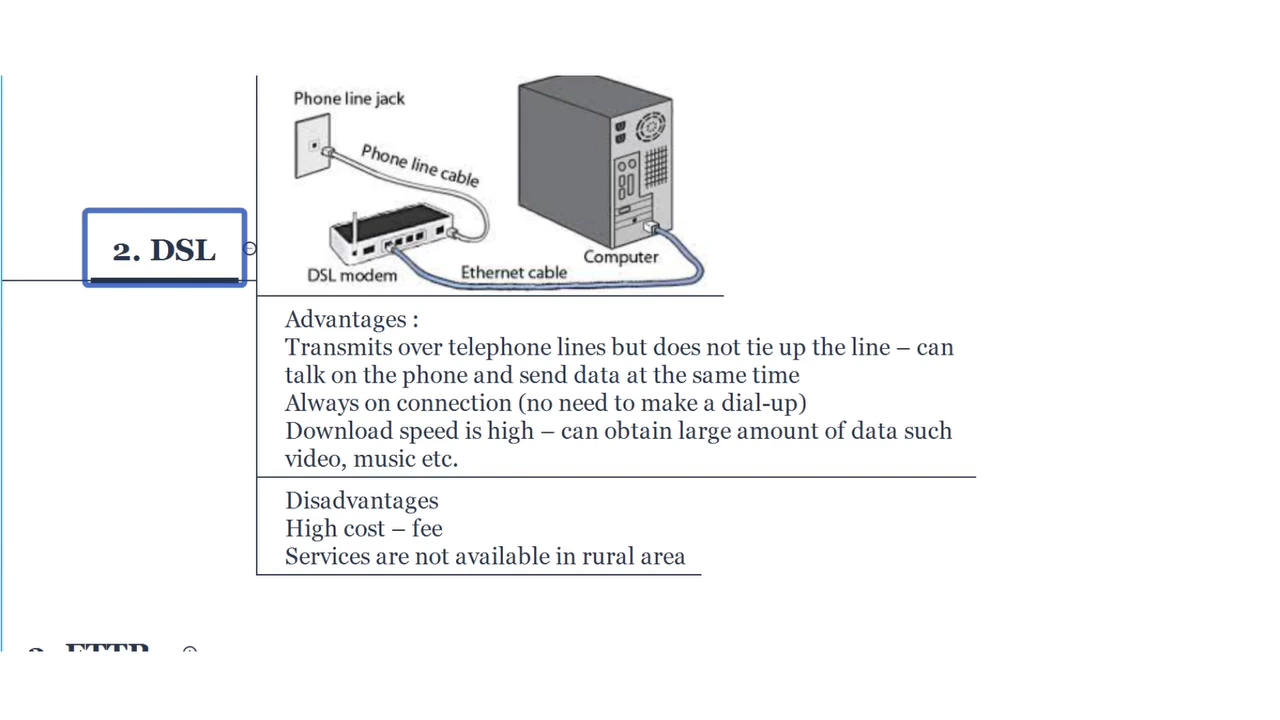 Phone line jack
Phone line cable
DSL modem
Ethernet cable
Computer
2. DSL
Advantages :
Transmits over telephone lines but does not tie up the line – can
talk on the phone and send data at the same time
Always on connection (no need to make a dial-up)
Download speed is high – can obtain large amount of data such
video, music etc.
Disadvantages
High cost – fee
Services are not available in rural area